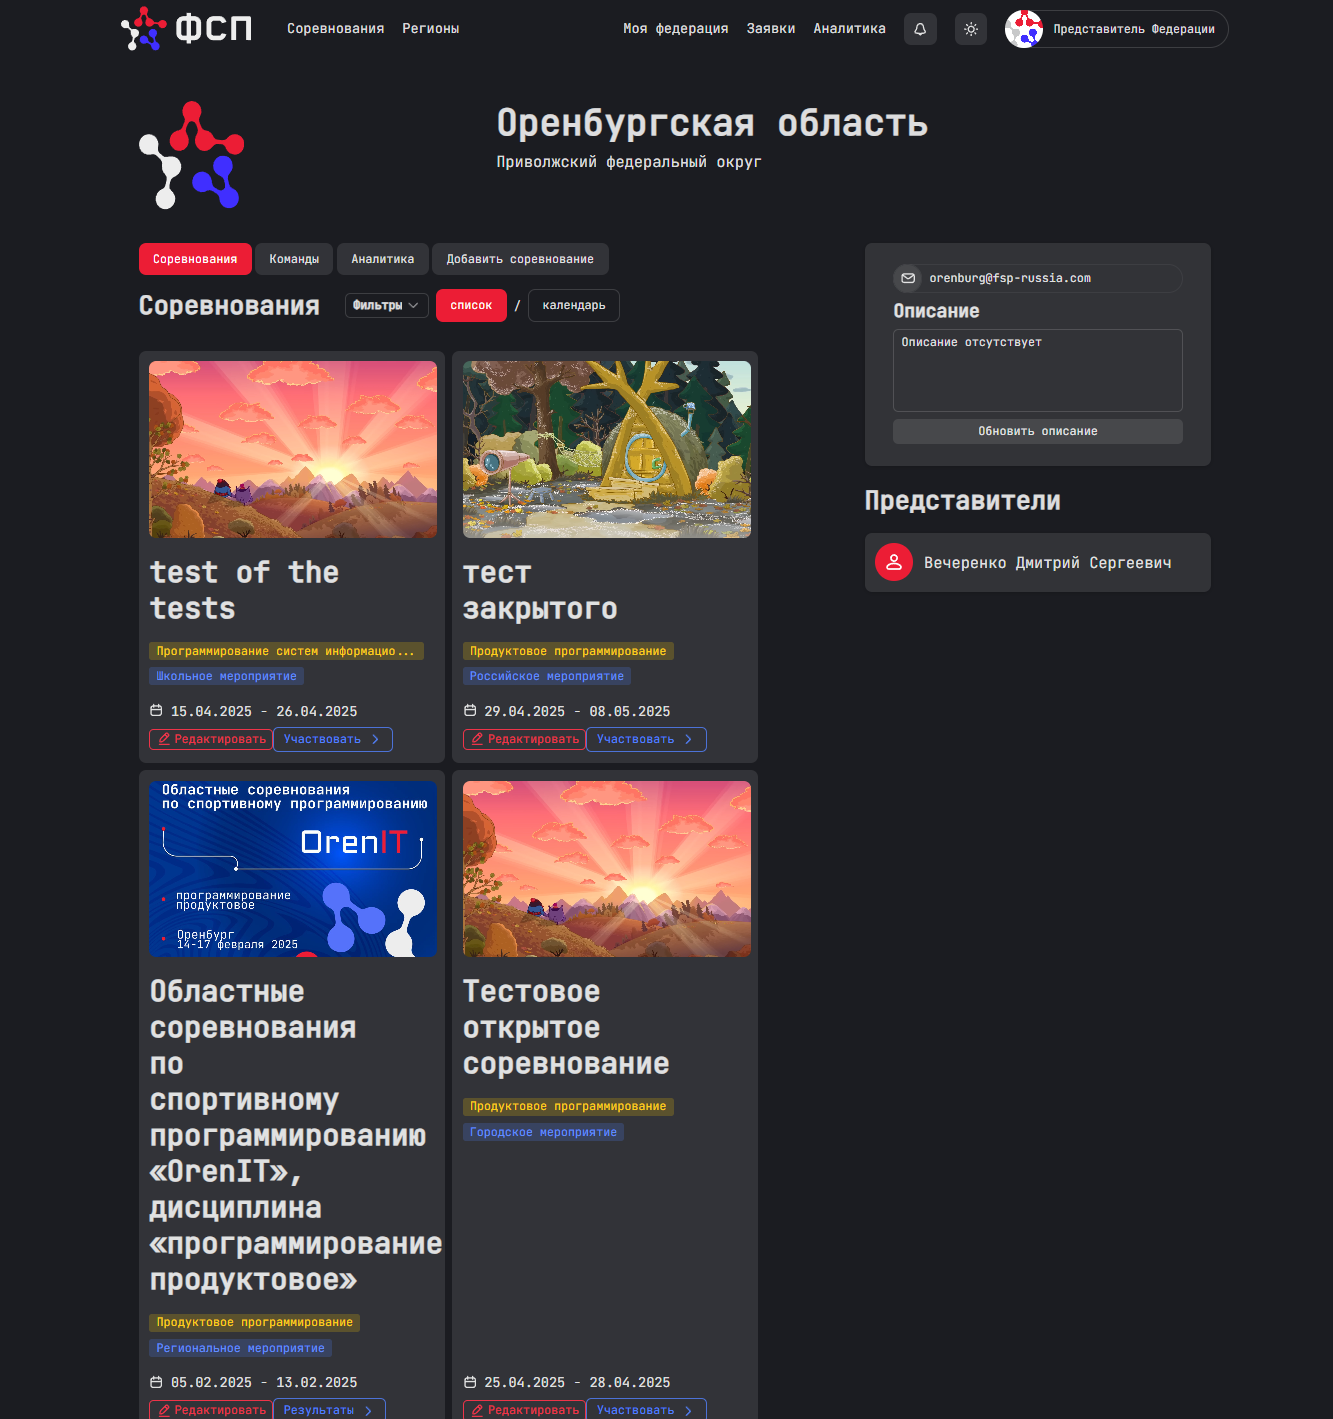 ФСП
Соревнования
Регионы
Моя федерация
Заявки
Аналитика
Представитель Федерации
Оренбургская область
Приволжский федеральный округ
Соревнования
Команды
Аналитика
Добавить соревнование
Соревнования
Фильтры
список
/
календарь
orenburg@fsp-russia.com
Описание
Описание отсутствует
Обновить описание
Представители
Вечеренко Дмитрий Сергеевич
test of the
tests
Программирование систем информацио...
Школьное мероприятие
15.04.2025 - 26.04.2025
Редактировать
Участвовать
тест
закрытого
Продуктовое программирование
Российское мероприятие
29.04.2025 - 08.05.2025
Редактировать
Участвовать
Областные соревнования
по спортивному программированию
OrenIT
программирование
продуктовое
Оренбург
14-17 февраля 2025
Областные
соревнования
по
спортивному
программированию
«OrenIT»,
дисциплина
«программирование
продуктовое»
Продуктовое программирование
Региональное мероприятие
05.02.2025 - 13.02.2025
Редактировать
Результаты
Тестовое
открытое
соревнование
Продуктовое программирование
Городское мероприятие
25.04.2025 - 28.04.2025
Редактировать
Участвовать